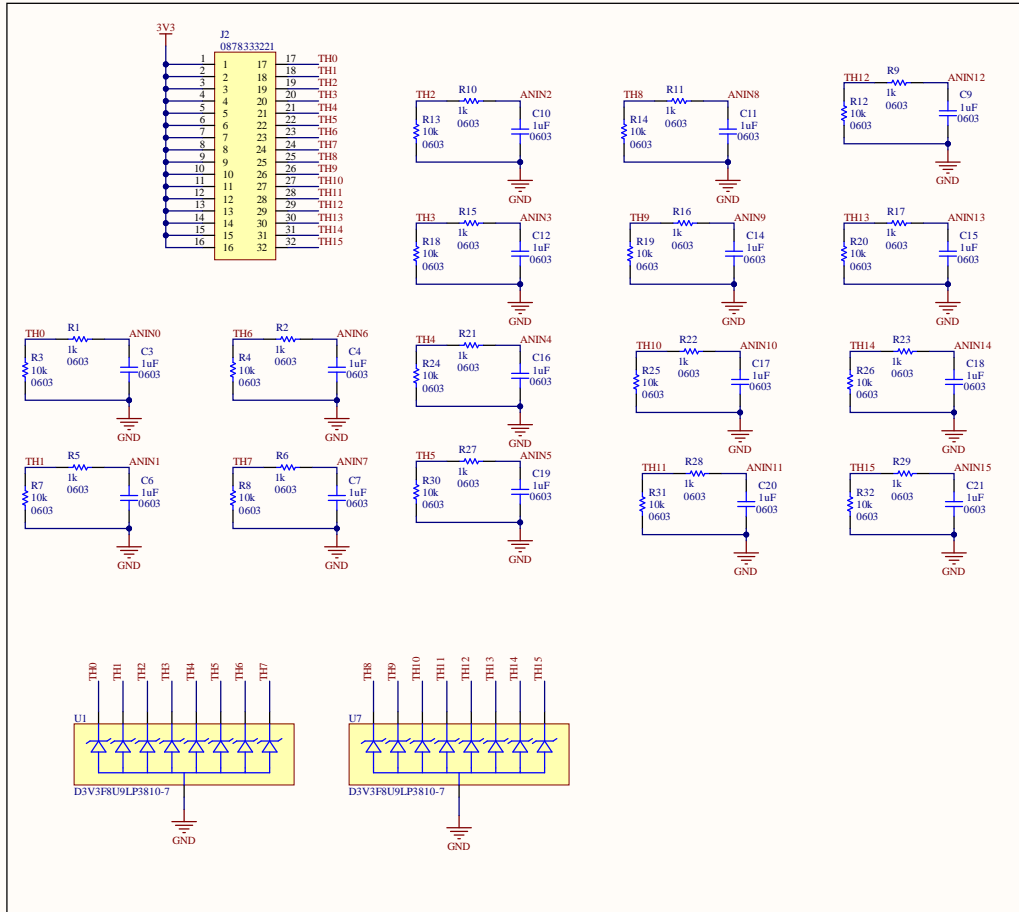 3V3
J2
0878333221
1 1 17 17 TH0
2 2 18 18 TH1
3 3 19 19 TH2
4 4 20 20 TH3
5 5 21 21 TH4
6 6 22 22 TH5
7 7 23 23 TH6
8 8 24 24 TH7
9 9 25 25 TH8
10 10 26 26 TH9
11 11 27 27 TH10
12 12 28 28 TH11
13 13 29 29 TH12
14 14 30 30 TH13
15 15 31 31 TH14
16 16 32 32 TH15
TH2 R10 ANIN2
1k
0603
R13
10k
0603
C10
1uF
0603
GND
TH8 R11 ANIN8
1k
0603
R14
10k
0603
C11
1uF
0603
GND
TH12 R9 ANIN12
1k
0603
R12
10k
0603
C9
1uF
0603
GND
TH3 R15 ANIN3
1k
0603
R18
10k
0603
C12
1uF
0603
GND
TH9 R16 ANIN9
1k
0603
R19
10k
0603
C14
1uF
0603
GND
TH13 R17 ANIN13
1k
0603
R20
10k
0603
C15
1uF
0603
GND
TH0 R1 ANIN0
1k
0603
R3
10k
0603
C3
1uF
0603
GND
TH6 R2 ANIN6
1k
0603
R4
10k
0603
C4
1uF
0603
GND
TH4 R21 ANIN4
1k
0603
R24
10k
0603
C16
1uF
0603
GND
TH10 R22 ANIN10
1k
0603
R25
10k
0603
C17
1uF
0603
GND
TH14 R23 ANIN14
1k
0603
R26
10k
0603
C18
1uF
0603
GND
TH1 R5 ANIN1
1k
0603
R7
10k
0603
C6
1uF
0603
GND
TH7 R6 ANIN7
1k
0603
R8
10k
0603
C7
1uF
0603
GND
TH5 R27 ANIN5
1k
0603
R30
10k
0603
C19
1uF
0603
GND
TH11 R28 ANIN11
1k
0603
R31
10k
0603
C20
1uF
0603
GND
TH15 R29 ANIN15
1k
0603
R32
10k
0603
C21
1uF
0603
GND
TH0 TH1 TH2 TH3 TH4 TH5 TH6 TH7
U1
D3V3F8U9LP3810-7
GND
TH8 TH9 TH10 TH11 TH12 TH13 TH14 TH15
U7
D3V3F8U9LP3810-7
GND